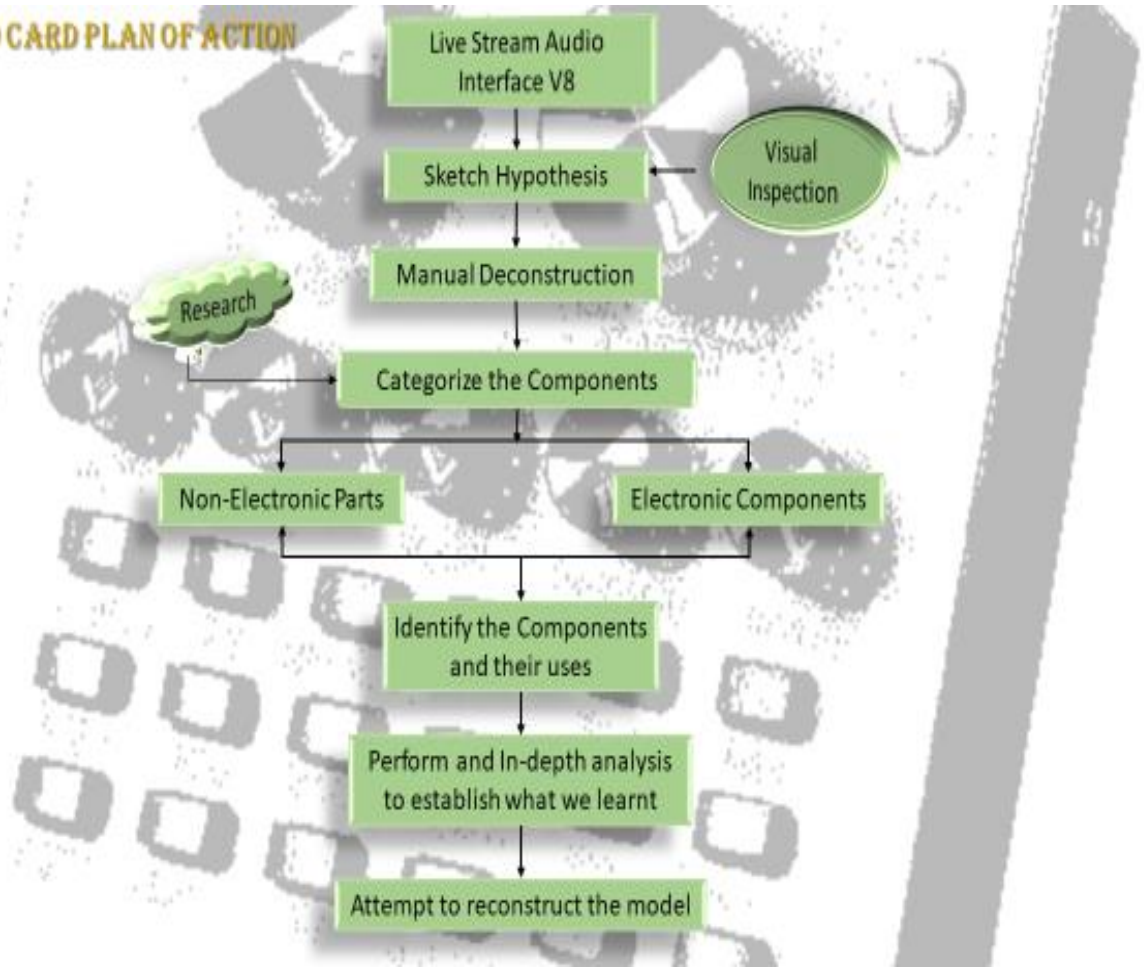 CARD PLAN OF ACTION
Live Stream Audio
Interface V8
Sketch Hypothesis
Visual
Inspection
Manual Deconstruction
Research
Categorize the Components
Non-Electronic Parts
Electronic Components
Identify the Components
and their uses
Perform and In-depth analysis
to establish what we learnt
Attempt to reconstruct the model